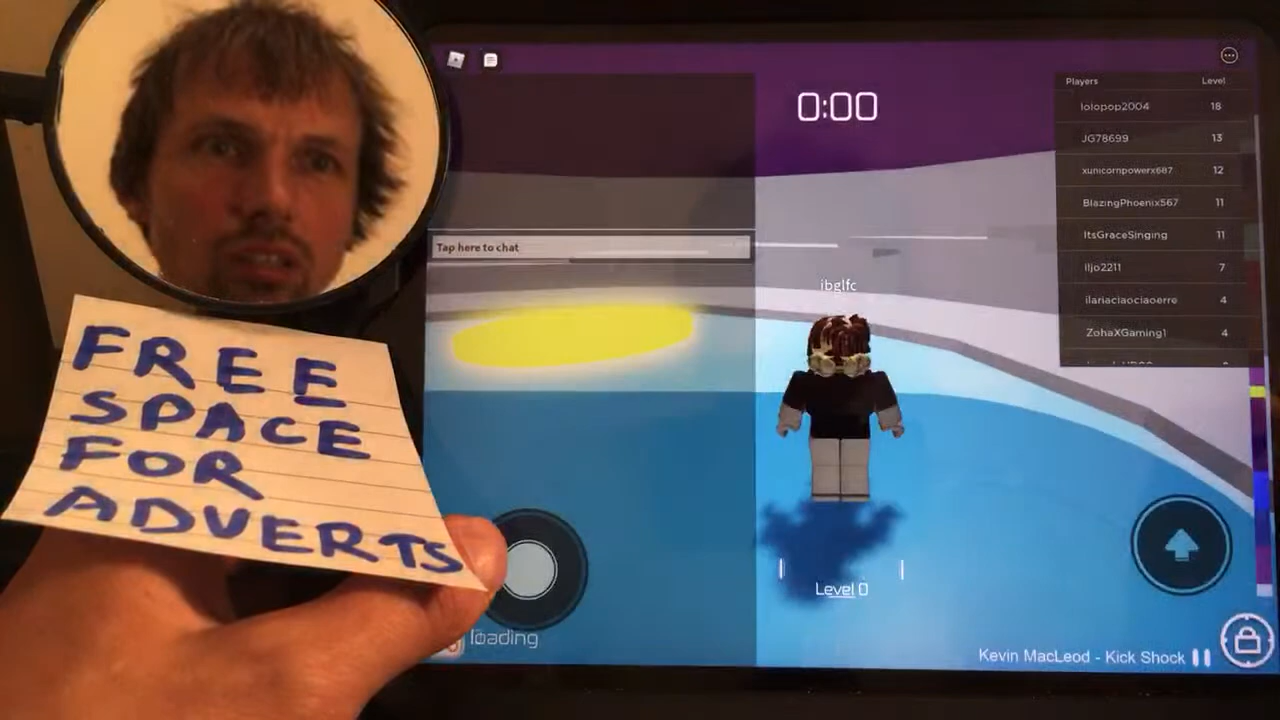 FREE
SPACE
FOR
ADVERTS
0:00
Players Level
lolopop2004 18
JG78699 13
xunicornpowerx687 12
BlazingPhoenix567 11
ItsGraceSinging 11
iljo2211 7
ilariaciaociaoerre 4
ZohaXGaming1 4
Tap here to chat
ibglfc
Level 0
loading
Kevin MacLeod - Kick Shock